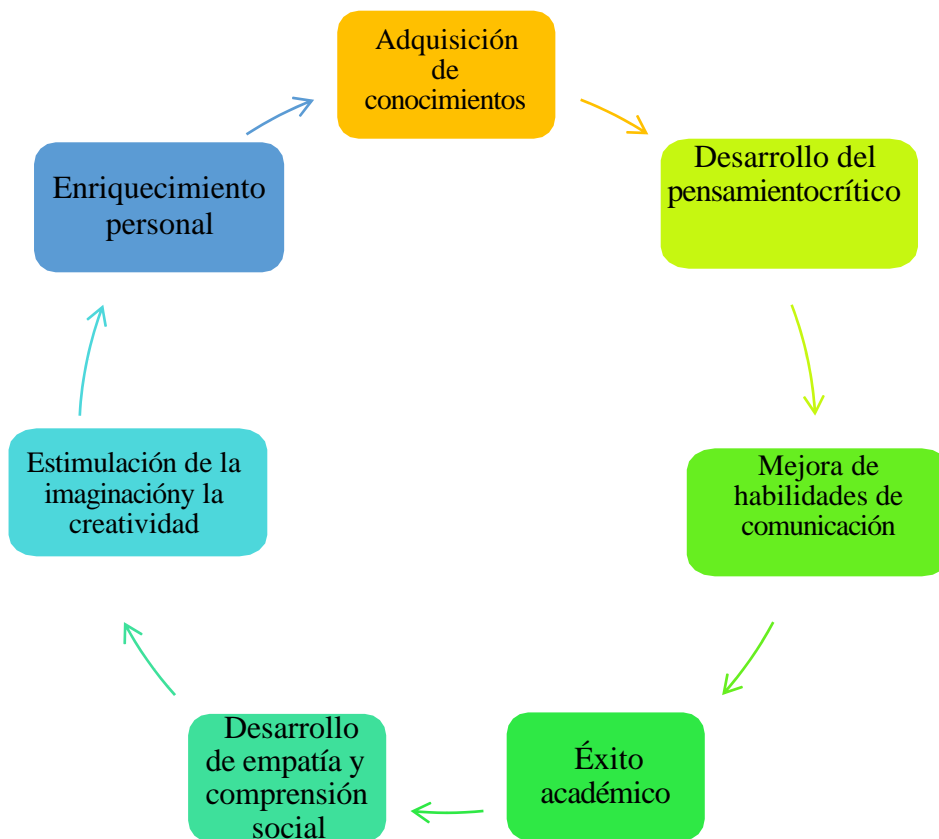 Adquisición
de
conocimientos
Desarrollo del
pensamientocrítico
Mejora de
habilidades de
comunicación
Éxito
académico
Desarrollo
de empatía y
comprensión
social
Estimulación de la
imaginacióny la
creatividad
Enriquecimiento
personal